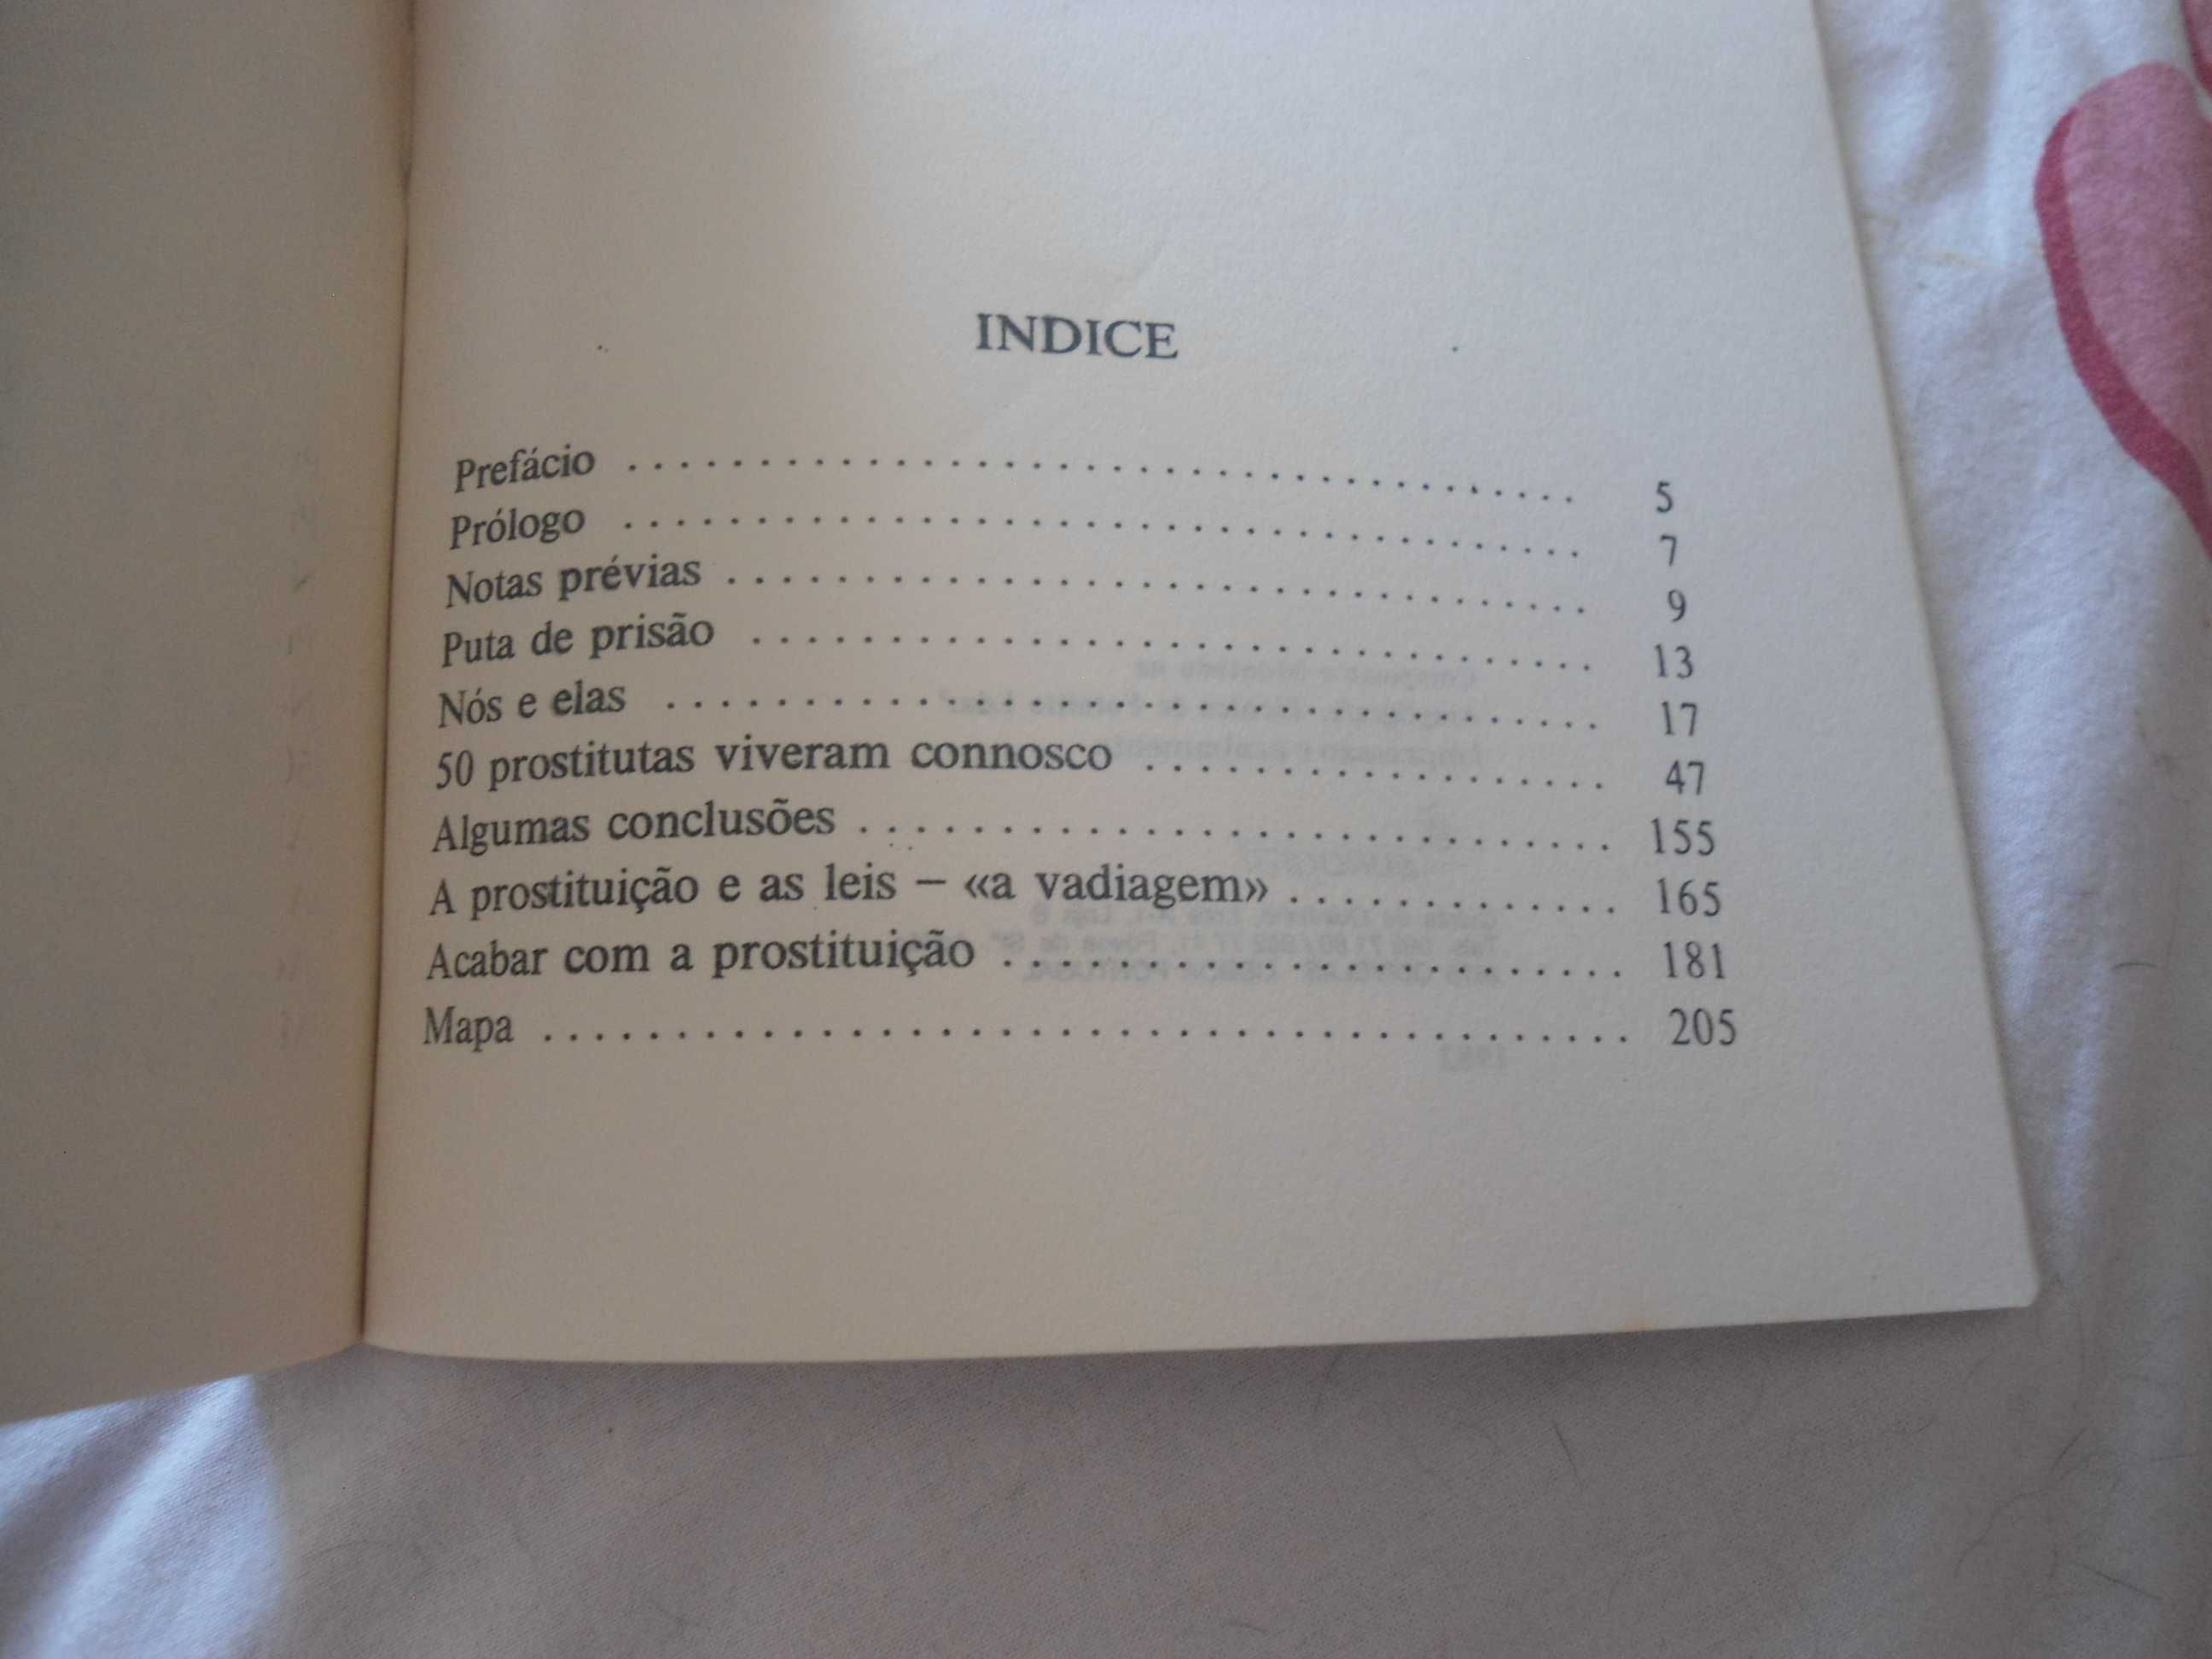 INDICE
Prefácio .................................... 5
Prólogo .................................... 7
Notas prévias ................................ 9
Puta de prisão ............................... 13
Nós e elas .................................. 17
50 prostitutas viveram connosco ................. 47
Algumas conclusões ........................... 155
A prostituição e as leis – «a vadiagem» ............ 165
Acabar com a prostituição ...................... 181
Mapa ....................................... 205